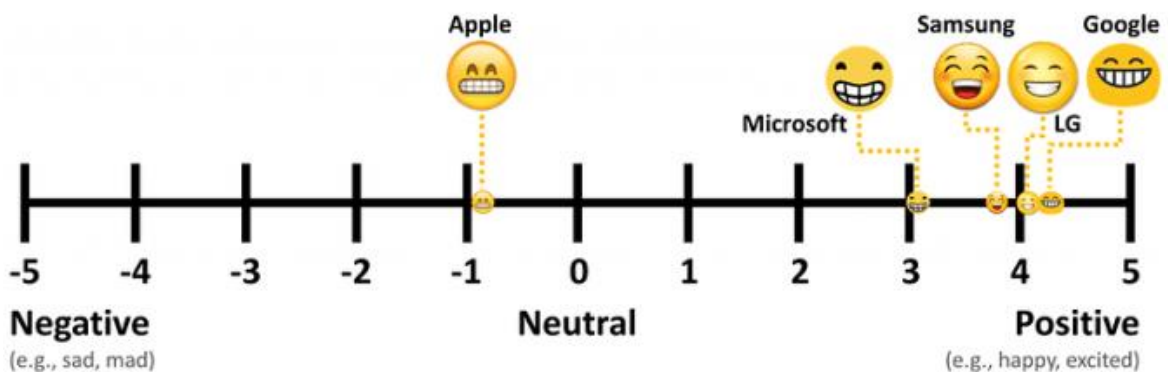 Apple
Samsung
Google
Microsoft
LG
-5 -4 -3 -2 -1 0 1 2 3 4 5
Negative Neutral Positive
(e.g., sad, mad) (e.g., happy, excited)